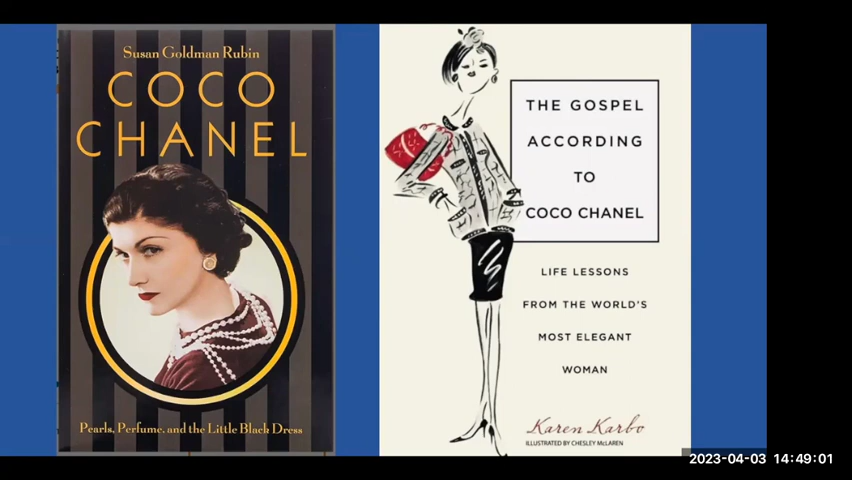 Susan Goldman Rubin
COCO
CHANEL
Pearls, Perfume, and the Little Black Dress
THE GOSPEL
ACCORDING
TO
COCO CHANEL
LIFE LESSONS
FROM THE WORLD'S
MOST ELEGANT
WOMAN
Karen Karbo
ILLUSTRATED BY CHESLEY McLAREN
2023-04-03 14:49:01